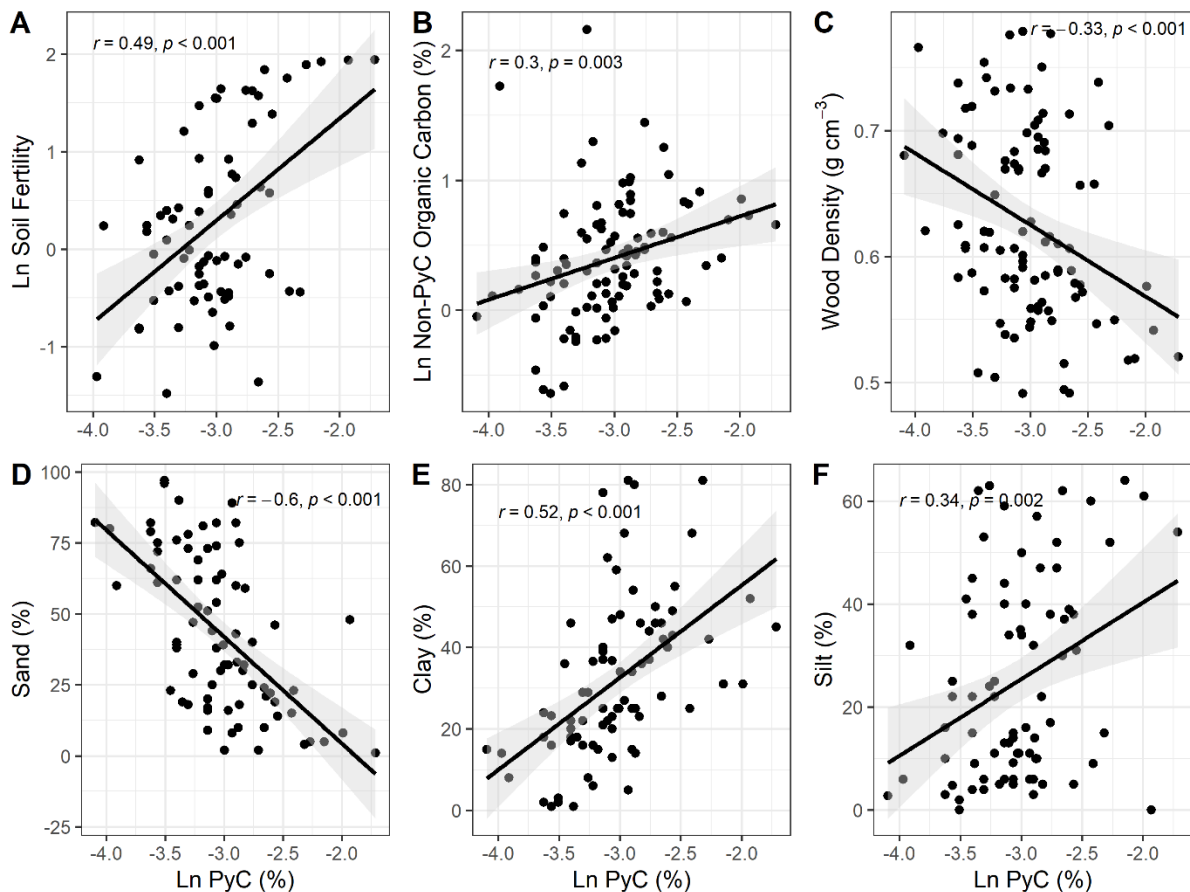 A
r = 0.49, p < 0.001
Ln Soil Fertility
2
1
0
-1
-4.0 -3.5 -3.0 -2.5 -2.0
B
r = 0.3, p = 0.003
Ln Non-PyC Organic Carbon (%)
2
1
0
-4.0 -3.5 -3.0 -2.5 -2.0
C
r = −0.33, p < 0.001
Wood Density (g cm⁻³)
0.7
0.6
0.5
-4.0 -3.5 -3.0 -2.5 -2.0
D
r = −0.6, p < 0.001
Sand (%)
100
75
50
25
0
-25
-4.0 -3.5 -3.0 -2.5 -2.0
Ln PyC (%)
E
r = 0.52, p < 0.001
Clay (%)
80
60
40
20
0
-4.0 -3.5 -3.0 -2.5 -2.0
Ln PyC (%)
F
r = 0.34, p = 0.002
Silt (%)
60
40
20
0
-4.0 -3.5 -3.0 -2.5 -2.0
Ln PyC (%)